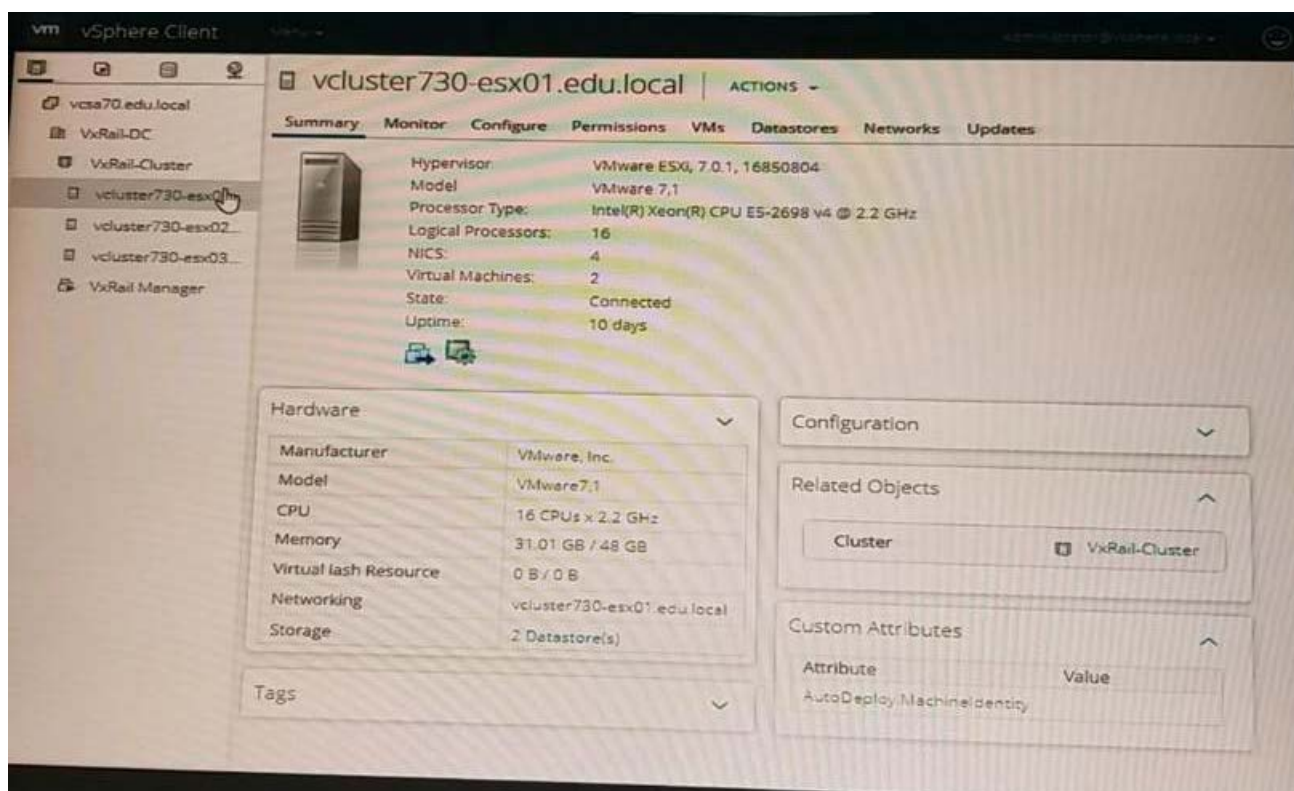 vm vSphere Client
vcsa70.edu.local
VxRail-DC
VxRail-Cluster
vcluster730-esx0
vcluster730-esx02...
vcluster730-esx03...
VxRail Manager
vcluster730-esx01.edu.local | ACTIONS
Summary Monitor Configure Permissions VMs Datastores Networks Updates
Hypervisor: VMware ESXi, 7.0.1, 16850804
Model VMware 7,1
Processor Type: Intel(R) Xeon(R) CPU E5-2698 v4 @ 2.2 GHz
Logical Processors: 16
NICS: 4
Virtual Machines: 2
State: Connected
Uptime: 10 days
Hardware
Manufacturer VMware, Inc.
Model VMware7,1
CPU 16 CPUs x 2.2 GHz
Memory 31.01 GB / 48 GB
Virtual lash Resource 0 B / 0 B
Networking vcluster730-esx01.edu.local
Storage 2 Datastore(s)
Tags
Configuration
Related Objects
Cluster VxRail-Cluster
Custom Attributes
Attribute Value
AutoDeploy.MachineIdentity